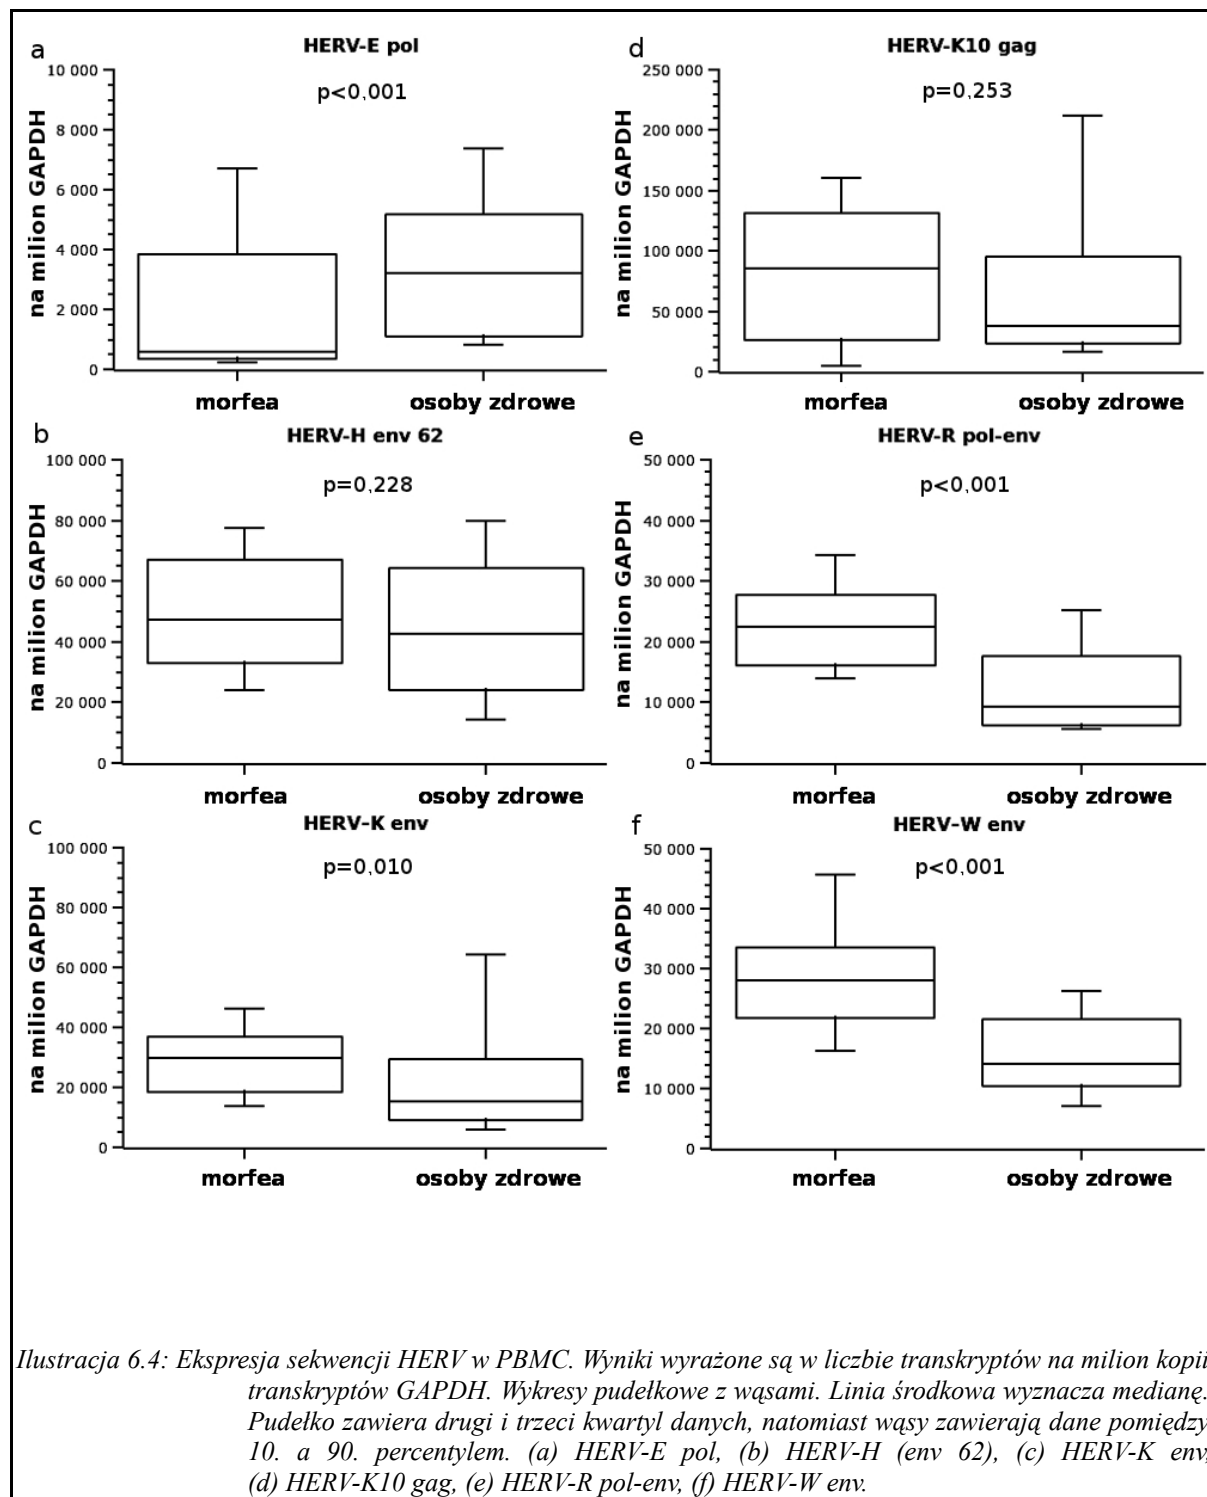 a
HERV-E pol
p<0,001
na milion GAPDH
10 000
8 000
6 000
4 000
2 000
0
morfea osoby zdrowe
d
HERV-K10 gag
p=0,253
na milion GAPDH
250 000
200 000
150 000
100 000
50 000
0
morfea osoby zdrowe
b
HERV-H env 62
p=0,228
na milion GAPDH
100 000
80 000
60 000
40 000
20 000
0
morfea osoby zdrowe
e
HERV-R pol-env
p<0,001
na milion GAPDH
50 000
40 000
30 000
20 000
10 000
0
morfea osoby zdrowe
c
HERV-K env
p=0,010
na milion GAPDH
100 000
80 000
60 000
40 000
20 000
0
morfea osoby zdrowe
f
HERV-W env
p<0,001
na milion GAPDH
50 000
40 000
30 000
20 000
10 000
0
morfea osoby zdrowe
Ilustracja 6.4: Ekspresja sekwencji HERV w PBMC. Wyniki wyrażone są w liczbie transkryptów na milion kopii
transkryptów GAPDH. Wykresy pudełkowe z wąsami. Linia środkowa wyznacza medianę.
Pudełko zawiera drugi i trzeci kwartyl danych, natomiast wąsy zawierają dane pomiędzy
10. a 90. percentylem. (a) HERV-E pol, (b) HERV-H (env 62), (c) HERV-K env,
(d) HERV-K10 gag, (e) HERV-R pol-env, (f) HERV-W env.